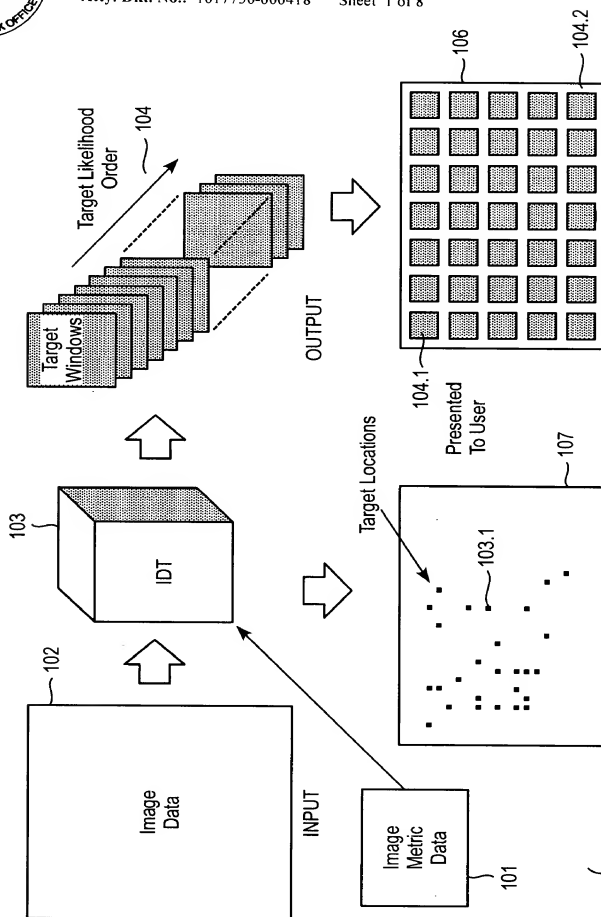 OFFICE
Sheet 1 of 8
102
Image
Data
INPUT
103
IDT
Target
Windows
Target Likelihood
Order
104
OUTPUT
Image
Metric
Data
101
Target Locations
103.1
107
Presented
To User
104.1
106
104.2